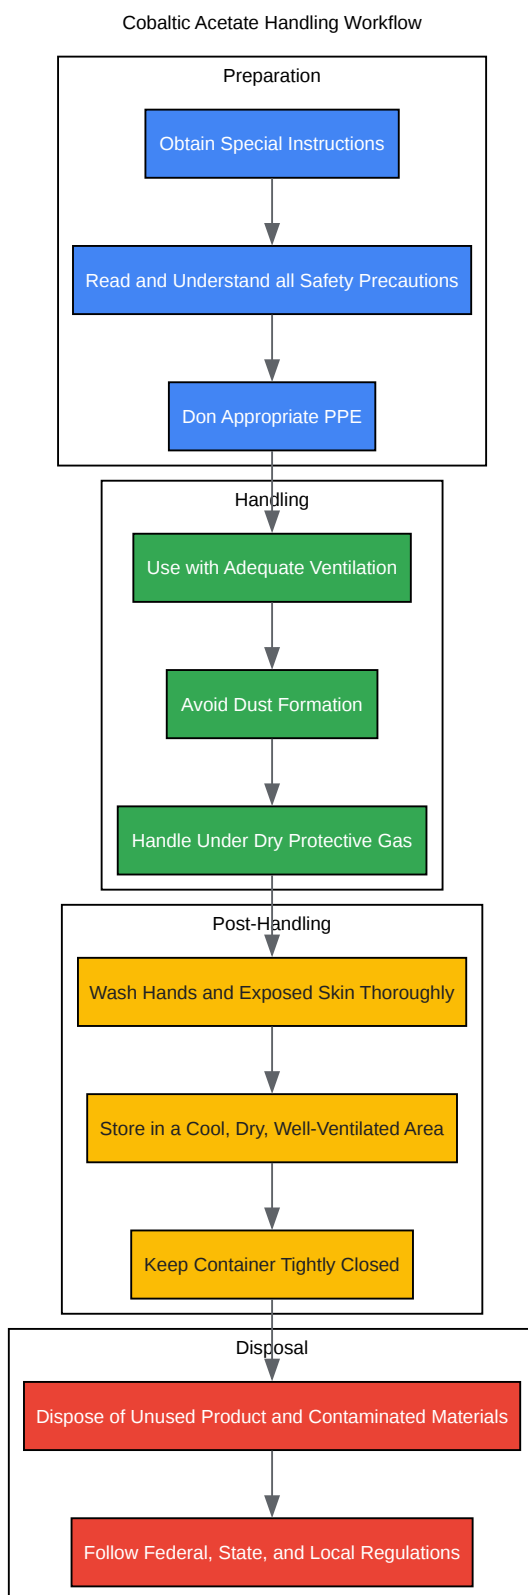 Cobaltic Acetate Handling Workflow
Preparation
Obtain Special Instructions
Read and Understand all Safety Precautions
Don Appropriate PPE
Handling
Use with Adequate Ventilation
Avoid Dust Formation
Handle Under Dry Protective Gas
Post-Handling
Wash Hands and Exposed Skin Thoroughly
Store in a Cool, Dry, Well-Ventilated Area
Keep Container Tightly Closed
Disposal
Dispose of Unused Product and Contaminated Materials
Follow Federal, State, and Local Regulations